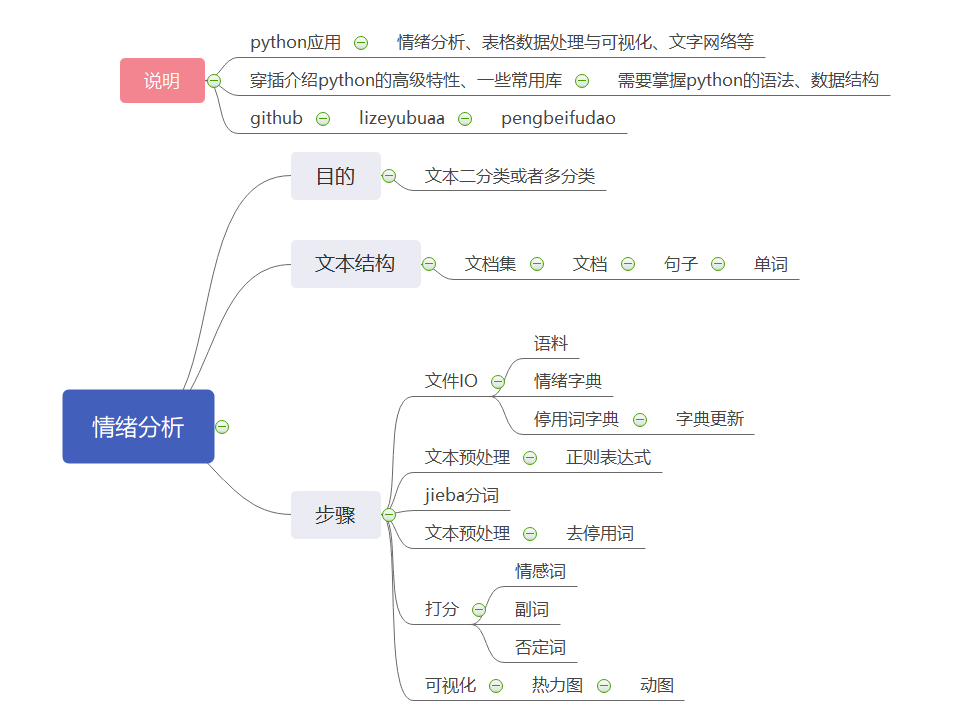 说明
python应用 情绪分析、表格数据处理与可视化、文字网络等
穿插介绍python的高级特性、一些常用库 需要掌握python的语法、数据结构
github lizeyubuaa pengbeifudao
情绪分析
目的 文本二分类或者多分类
文本结构 文档集 文档 句子 单词
步骤
文件IO
语料
情绪字典
停用词字典 字典更新
文本预处理 正则表达式
jieba分词
文本预处理 去停用词
打分
情感词
副词
否定词
可视化 热力图 动图